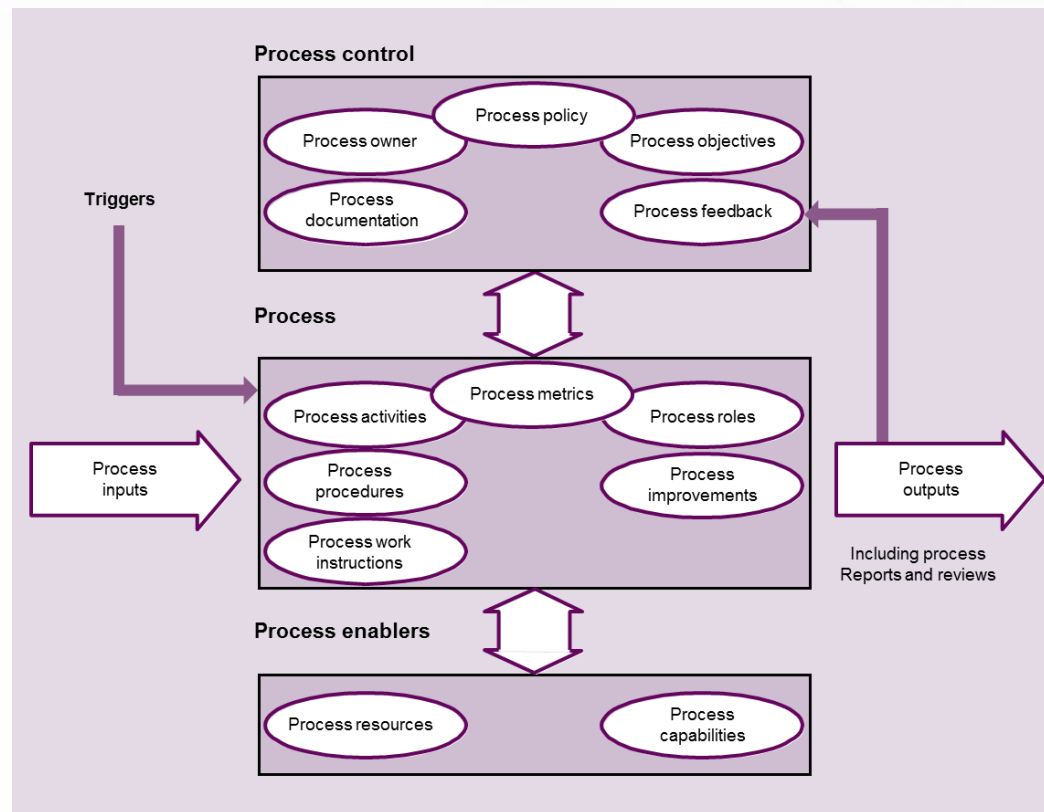 Process control
Process policy
Process owner
Process objectives
Process
documentation
Process feedback
Triggers
Process
Process metrics
Process activities
Process roles
Process
procedures
Process
improvements
Process work
instructions
Process
inputs
Process
outputs
Including process
Reports and reviews
Process enablers
Process resources
Process
capabilities